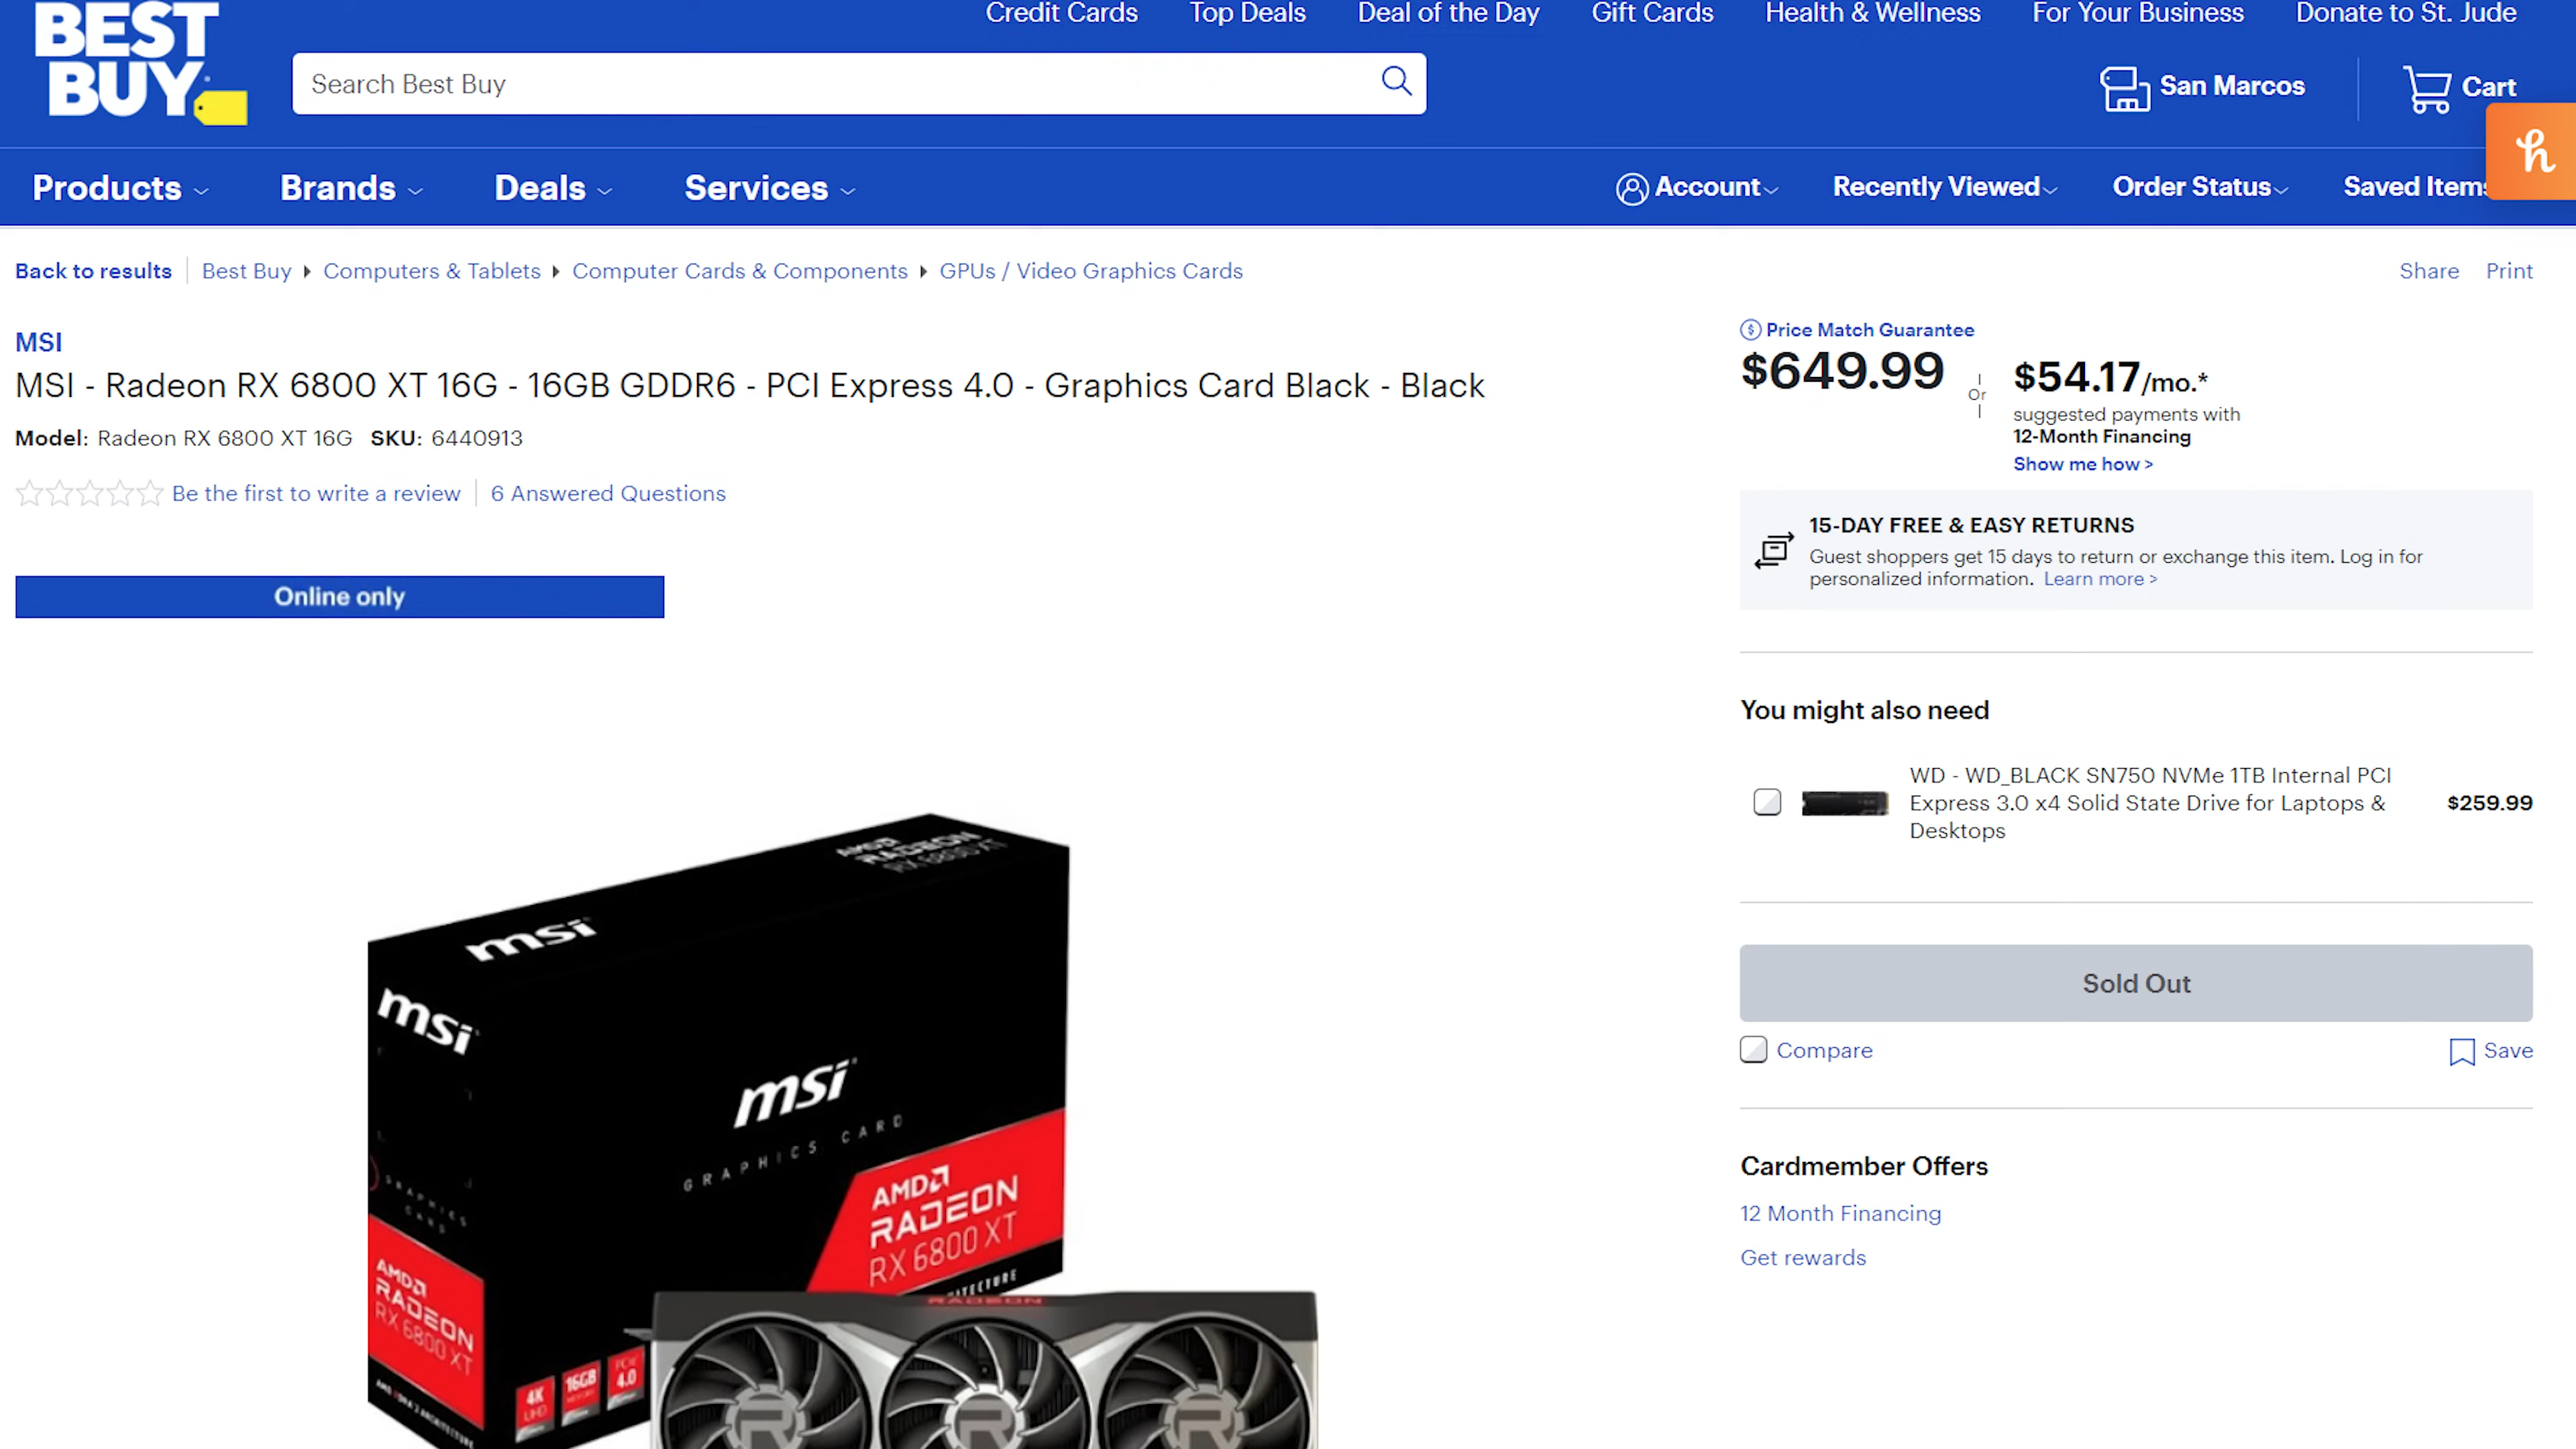 BEST
BUY
Credit Cards
Top Deals
Deal of the Day
Gift Cards
Health & Wellness
For Your Business
Donate to St. Jude
Search Best Buy
San Marcos
Cart
h
Products
Brands
Deals
Services
Account
Recently Viewed
Order Status
Saved Items
Back to results
Best Buy
Computers & Tablets
Computer Cards & Components
GPUs / Video Graphics Cards
Share
Print
MSI
MSI - Radeon RX 6800 XT 16G - 16GB GDDR6 - PCI Express 4.0 - Graphics Card Black - Black
Model: Radeon RX 6800 XT 16G SKU: 6440913
Be the first to write a review
6 Answered Questions
Online only
Price Match Guarantee
$649.99
Or
$54.17/mo.*
suggested payments with
12-Month Financing
Show me how >
15-DAY FREE & EASY RETURNS
Guest shoppers get 15 days to return or exchange this item. Log in for
personalized information. Learn more >
You might also need
WD - WD_BLACK SN750 NVMe 1TB Internal PCI
Express 3.0 x4 Solid State Drive for Laptops &
Desktops
$259.99
Sold Out
Compare
Save
Cardmember Offers
12 Month Financing
Get rewards
AMD
RADEON
RX 6800 XT
msi
msi
msi
GRAPHICS CARD
AMD
RADEON
RX 6800 XT
GRAPHICS
CARD
AMD
RADEON
RX 6800 XT
4K
UHD
16GB
4.0
RADEON
R
R
R